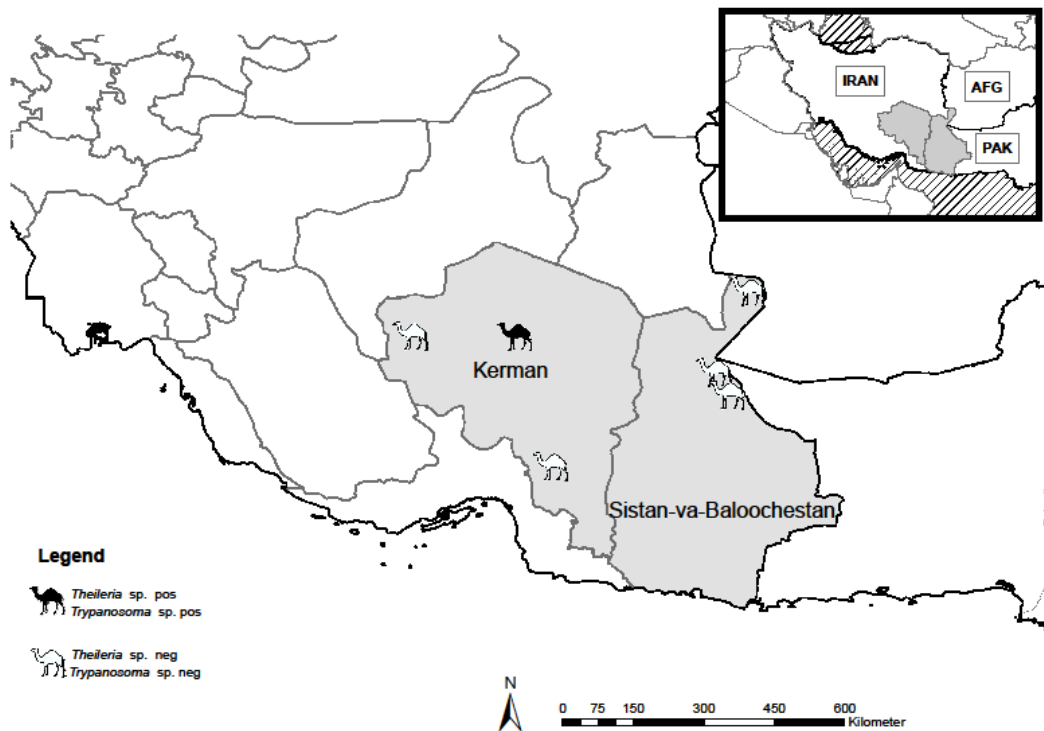 IRAN
AFG
PAK
Kerman
Sistan-va-Baloochestan
Legend
Theileria sp. pos
Trypanosoma sp. pos
Theileria sp. neg
Trypanosoma sp. neg
N
0 75 150 300 450 600
Kilometer